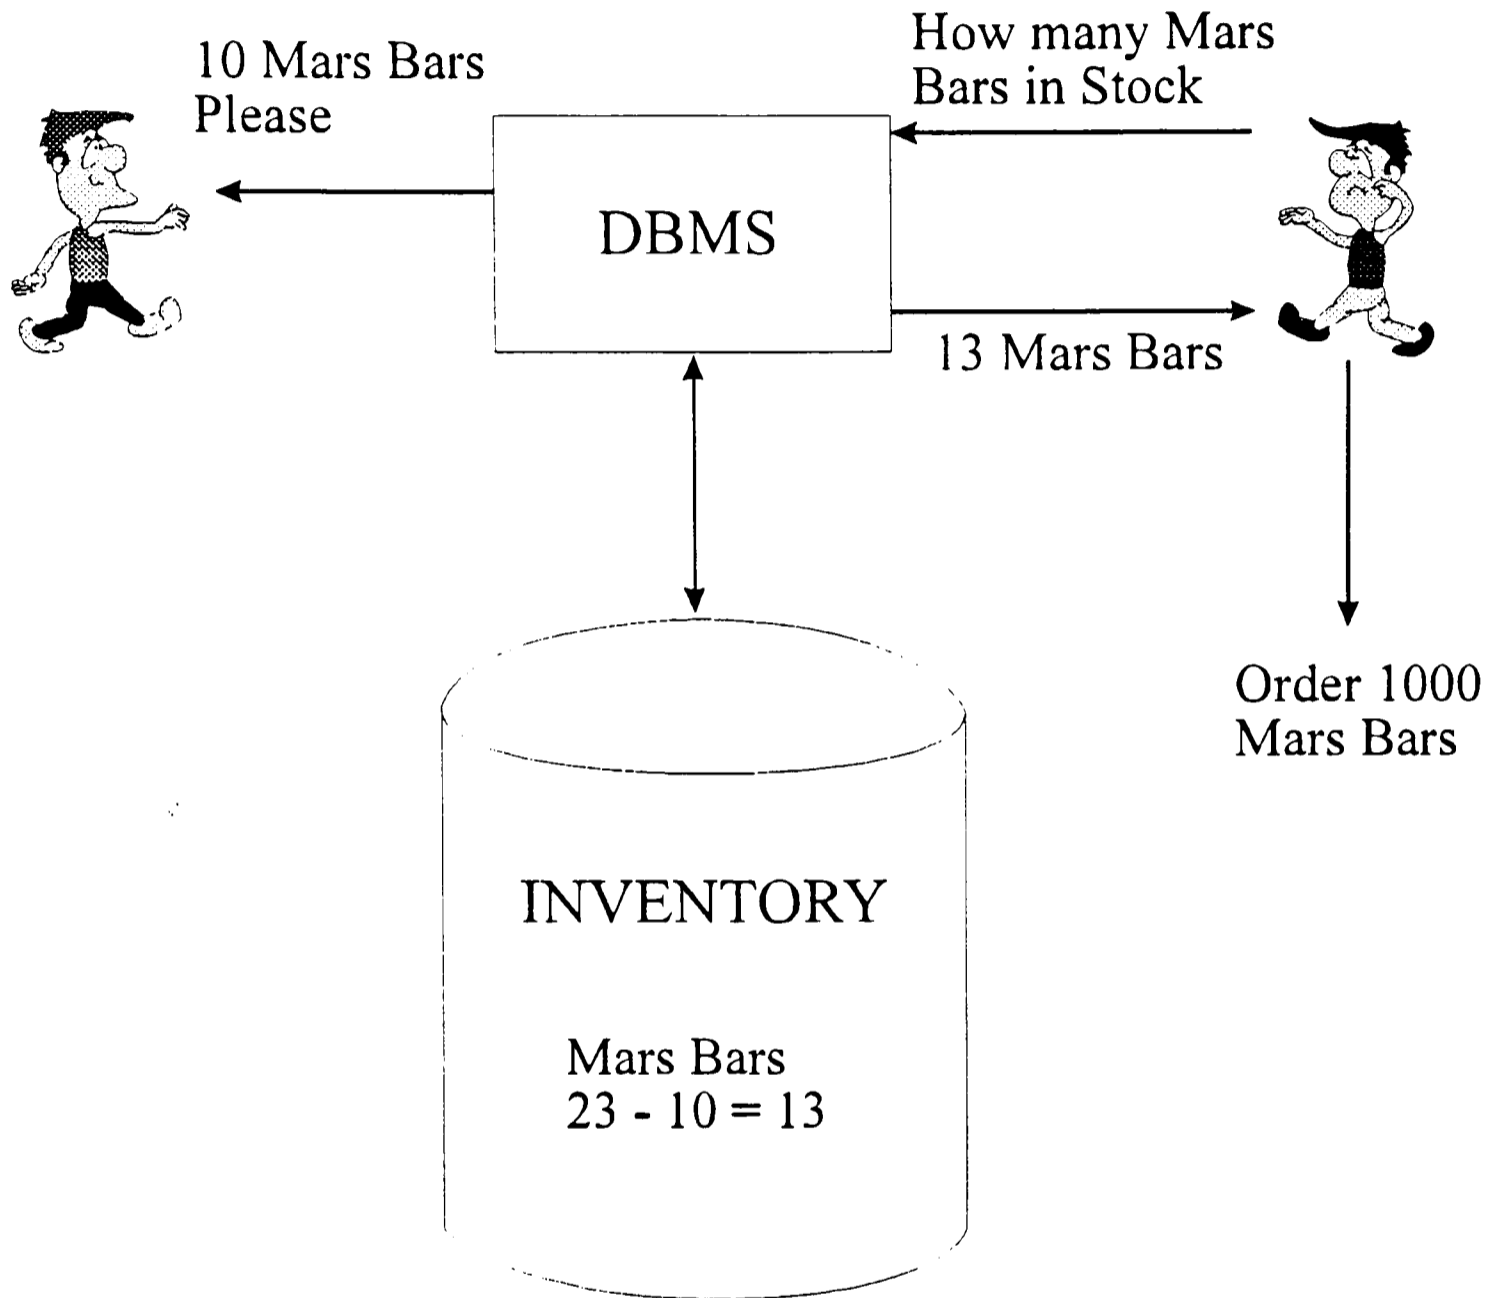 10 Mars Bars
Please
How many Mars
Bars in Stock
DBMS
13 Mars Bars
Order 1000
Mars Bars
INVENTORY
Mars Bars
23 - 10 = 13